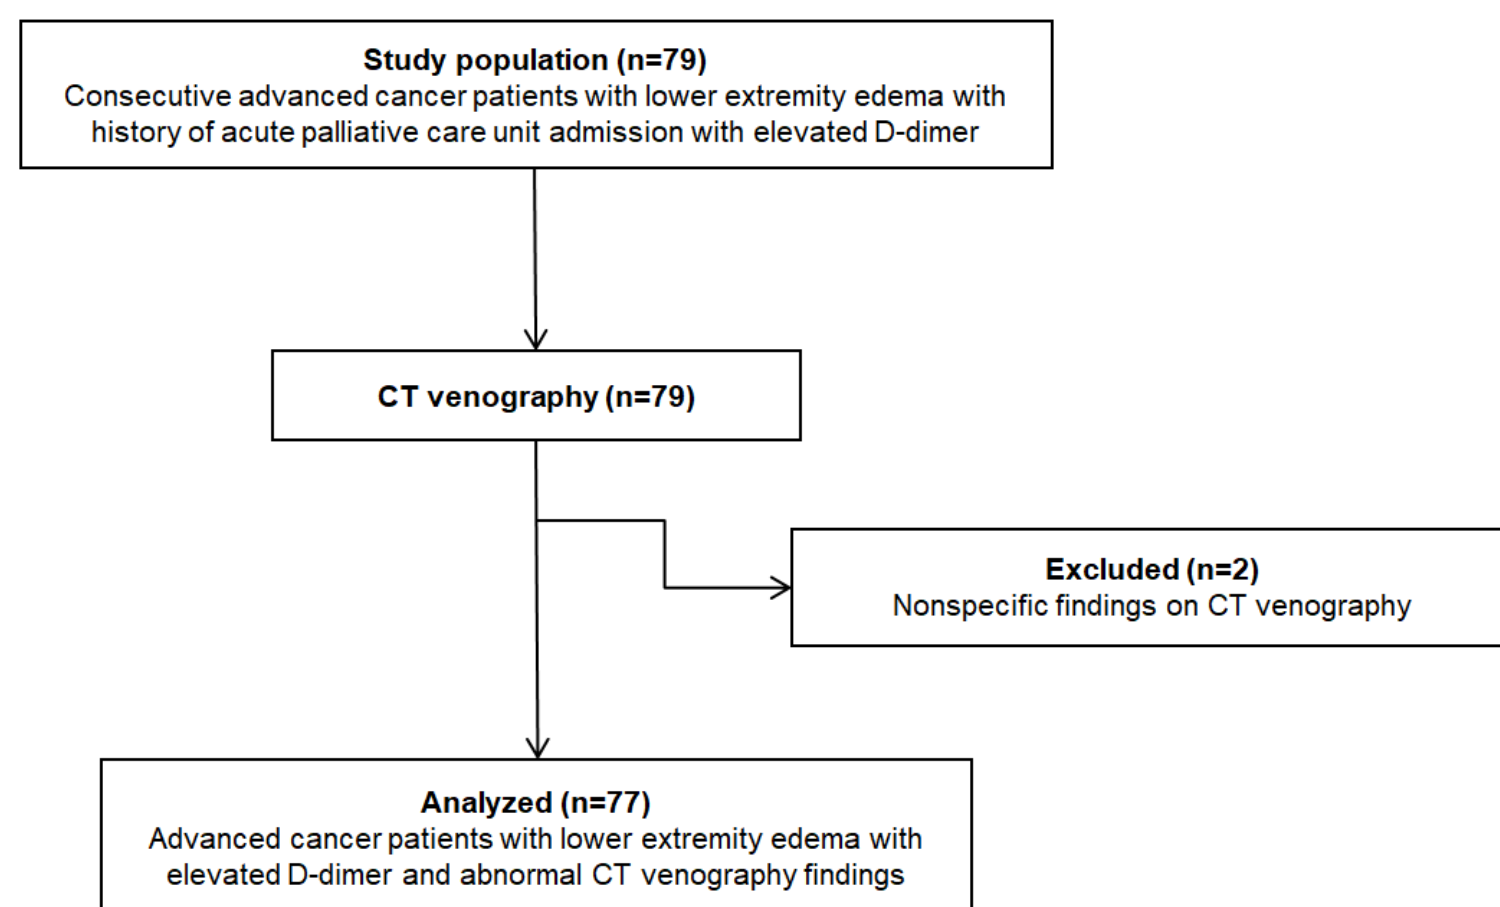 Study population (n=79)
Consecutive advanced cancer patients with lower extremity edema with
history of acute palliative care unit admission with elevated D-dimer
CT venography (n=79)
Excluded (n=2)
Nonspecific findings on CT venography
Analyzed (n=77)
Advanced cancer patients with lower extremity edema with
elevated D-dimer and abnormal CT venography findings